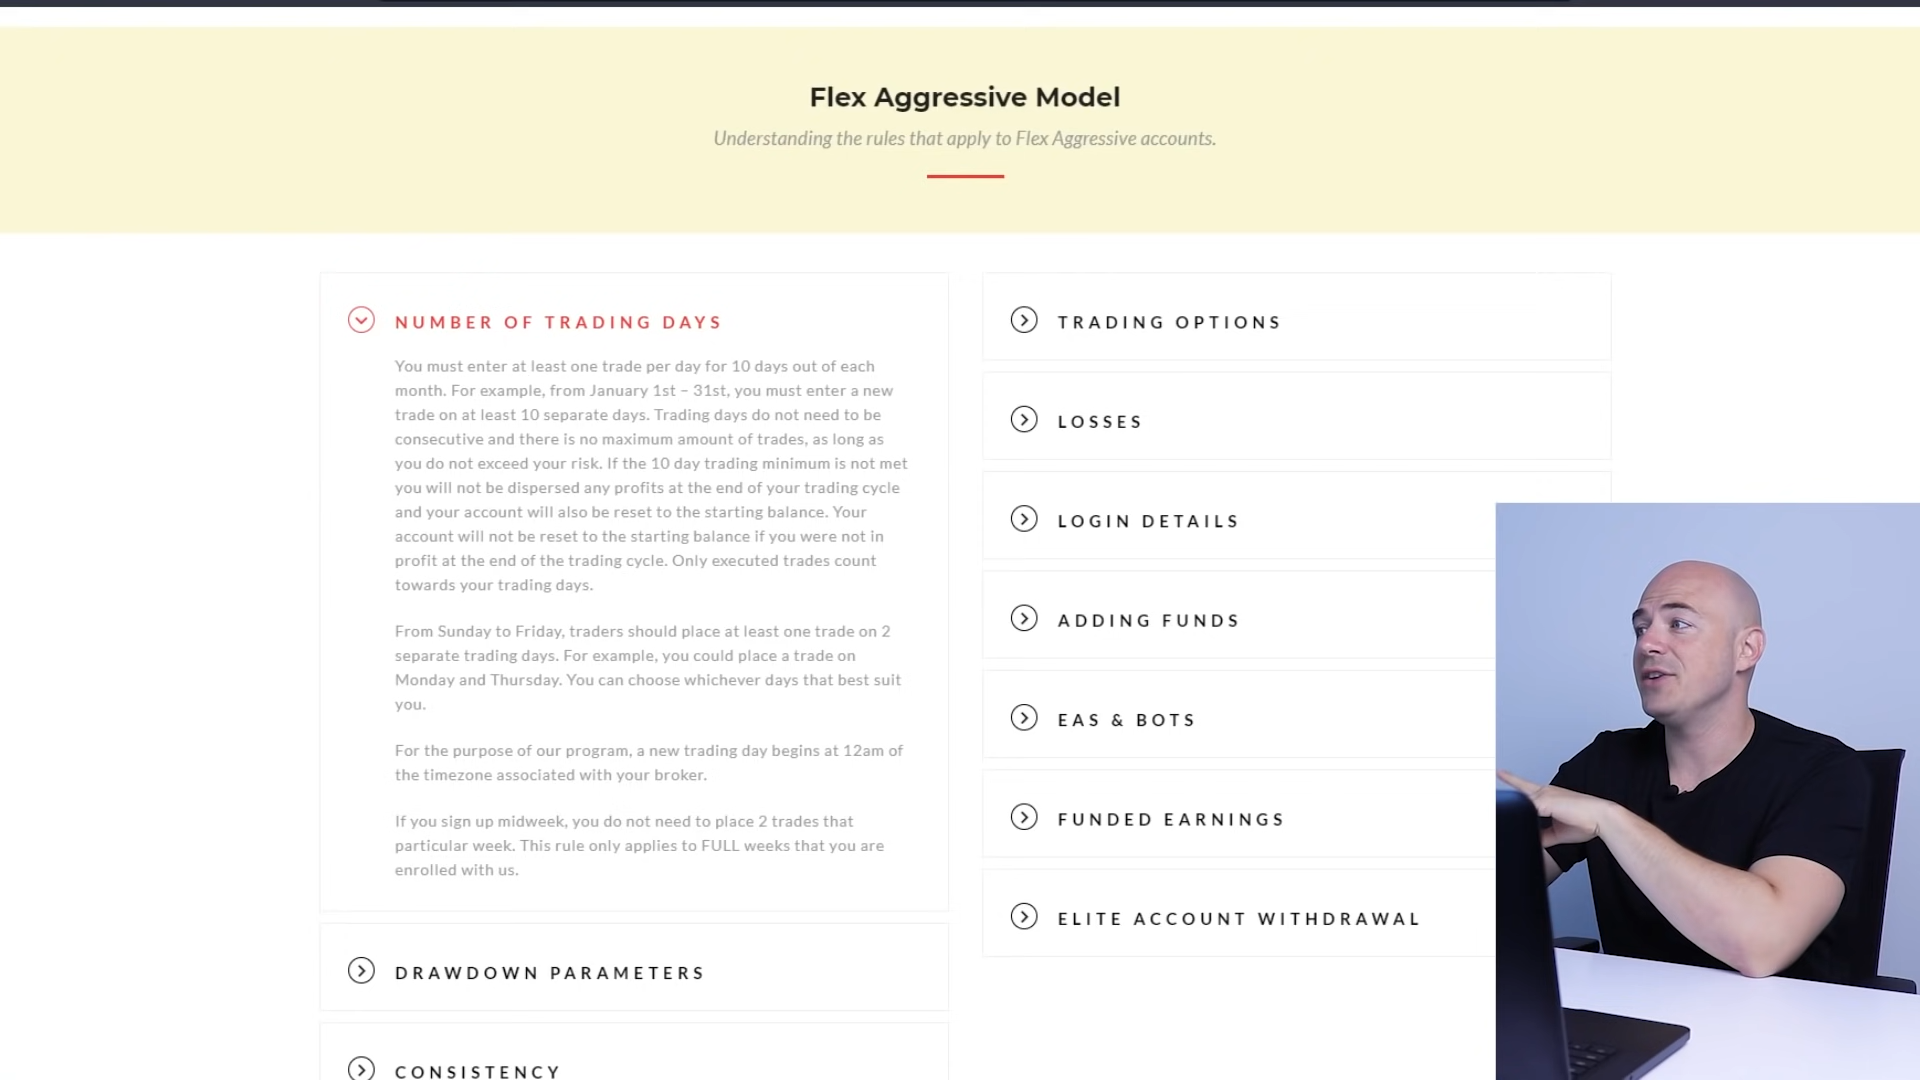 Flex Aggressive Model
Understanding the rules that apply to Flex Aggressive accounts.
NUMBER OF TRADING DAYS
You must enter at least one trade per day for 10 days out of each
month. For example, from January 1st – 31st, you must enter a new
trade on at least 10 separate days. Trading days do not need to be
consecutive and there is no maximum amount of trades, as long as
you do not exceed your risk. If the 10 day trading minimum is not met
you will not be dispersed any profits at the end of your trading cycle
and your account will also be reset to the starting balance. Your
account will not be reset to the starting balance if you were not in
profit at the end of the trading cycle. Only executed trades count
towards your trading days.
From Sunday to Friday, traders should place at least one trade on 2
separate trading days. For example, you could place a trade on
Monday and Thursday. You can choose whichever days that best suit
you.
For the purpose of our program, a new trading day begins at 12am of
the timezone associated with your broker.
If you sign up midweek, you do not need to place 2 trades that
particular week. This rule only applies to FULL weeks that you are
enrolled with us.
DRAWDOWN PARAMETERS
CONSISTENCY
TRADING OPTIONS
LOSSES
LOGIN DETAILS
ADDING FUNDS
EAS & BOTS
FUNDED EARNINGS
ELITE ACCOUNT WITHDRAWAL